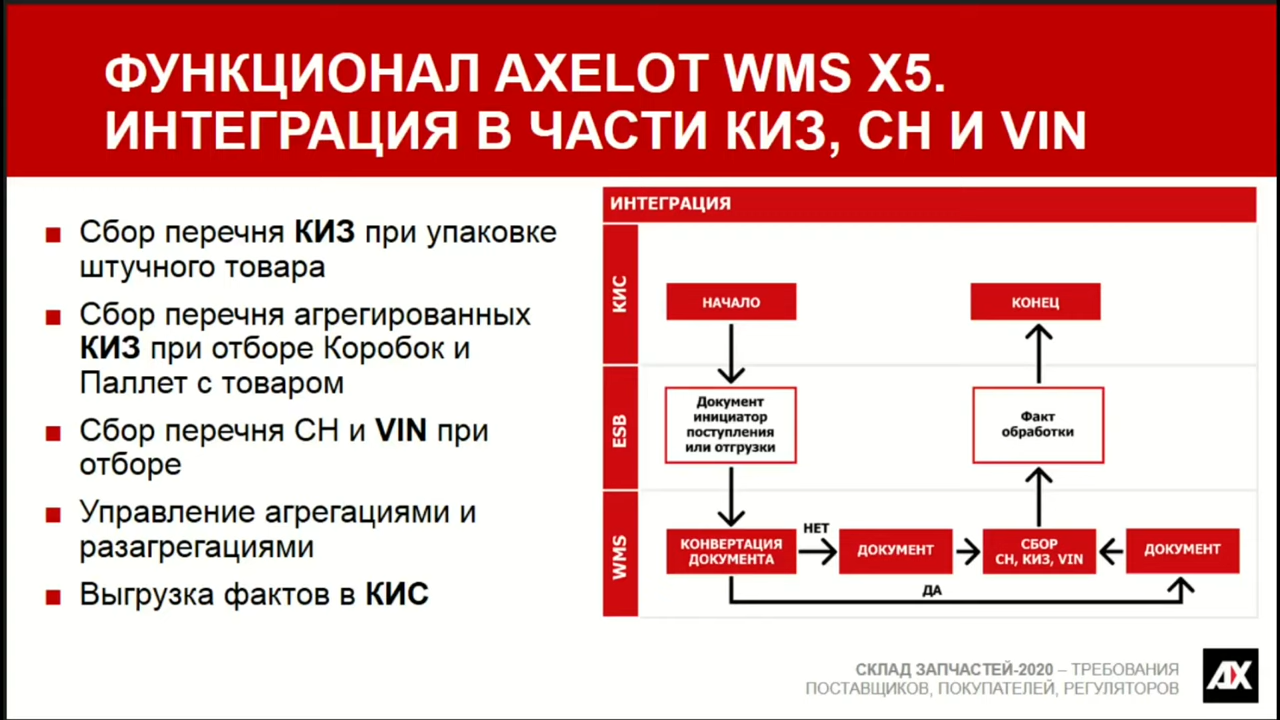 ФУНКЦИОНАЛ AXELOT WMS X5.
ИНТЕГРАЦИЯ В ЧАСТИ КИЗ, СН И VIN
Сбор перечня КИЗ при упаковке
штучного товара
Сбор перечня агрегированных
КИЗ при отборе Коробок и
Паллет с товаром
Сбор перечня СН и VIN при
отборе
Управление агрегациями и
разагрегациями
Выгрузка фактов в КИС
ИНТЕГРАЦИЯ
КИС
НАЧАЛО
КОНЕЦ
ESB
Документ
инициатор
поступления
или отгрузки
Факт
обработки
WMS
КОНВЕРТАЦИЯ
ДОКУМЕНТА
НЕТ
ДОКУМЕНТ
СБОР
СН, КИЗ, VIN
ДОКУМЕНТ
ДА
СКЛАД ЗАПЧАСТЕЙ-2020 – ТРЕБОВАНИЯ
ПОСТАВЩИКОВ, ПОКУПАТЕЛЕЙ, РЕГУЛЯТОРОВ
AX